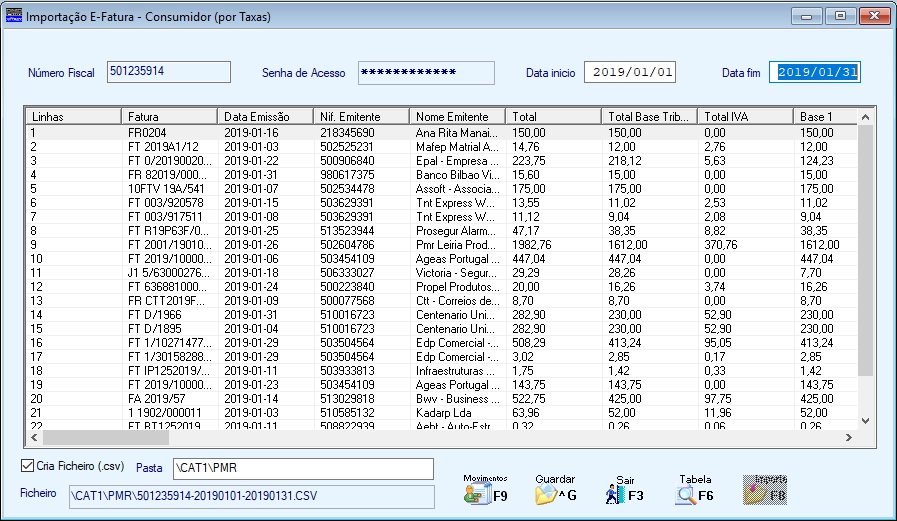 Importação E-Fatura - Consumidor (por Taxas)
Número Fiscal 501235914 Senha de Acesso ************ Data inicio 2019/01/01 Data fim 2019/01/31
Linhas Fatura Data Emissão Nif. Emitente Nome Emitente Total Total Base Trib... Total IVA Base 1
1 FR0204 2019-01-16 218345690 Ana Rita Manai... 150,00 150,00 0,00 150,00
2 FT 2019A1/12 2019-01-03 502525231 Mafep Matrial A... 14,76 12,00 2,76 12,00
3 FT 0/20190020... 2019-01-22 500906840 Epal - Empresa ... 223,75 218,12 5,63 124,23
4 FR 82019/000... 2019-01-31 980617375 Banco Bilbao Vi... 15,60 15,00 0,00 15,00
5 10FTV 19A/541 2019-01-07 502534478 Assoft - Associa... 175,00 175,00 0,00 175,00
6 FT 003/920578 2019-01-15 503629391 Tnt Express W... 13,55 11,02 2,53 11,02
7 FT 003/917511 2019-01-08 503629391 Tnt Express W... 11,12 9,04 2,08 9,04
8 FT R19P63F/0... 2019-01-25 513523944 Prosegur Alarm... 47,17 38,35 8,82 38,35
9 FT 2001/19010... 2019-01-26 502604786 Pmr Leiria Prod... 1982,76 1612,00 370,76 1612,00
10 FT 2019/10000... 2019-01-06 503454109 Ageas Portugal ... 447,04 447,04 0,00 447,04
11 J1 5/63000276... 2019-01-18 506333027 Victoria - Segur... 29,29 28,26 0,00 7,70
12 FT 636881000... 2019-01-24 500223840 Propel Produtos... 20,00 16,26 3,74 16,26
13 FR CTT2019F... 2019-01-09 500077568 Ctt - Correios de... 8,70 8,70 0,00 8,70
14 FT D/1966 2019-01-31 510016723 Centenario Uni... 282,90 230,00 52,90 230,00
15 FT D/1895 2019-01-04 510016723 Centenario Uni... 282,90 230,00 52,90 230,00
16 FT 1/10271477... 2019-01-29 503504564 Edp Comercial -... 508,29 413,24 95,05 413,24
17 FT 1/30158288... 2019-01-29 503504564 Edp Comercial -... 3,02 2,85 0,17 2,85
18 FT IP1252019/... 2019-01-11 503933813 Infraestruturas ... 1,75 1,42 0,33 1,42
19 FT 2019/10000... 2019-01-23 503454109 Ageas Portugal ... 143,75 143,75 0,00 143,75
20 FA 2019/57 2019-01-14 513029818 Bwv - Business ... 522,75 425,00 97,75 425,00
21 1 1902/000011 2019-01-03 510585132 Kadarp Lda 63,96 52,00 11,96 52,00
22 FT BT1252019 2019-01-11 508822939 Aebt - Auto-Estr 0,32 0,26 0,06 0,26
Cria Ficheiro (.csv) Pasta \CAT1\PMR
Ficheiro \CAT1\PMR\501235914-20190101-20190131.CSV
Movimentos F9
Guardar ^G
Sair F3
Tabela F6
Importa F8